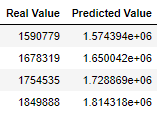 Real Value Predicted Value
1590779 1.574394e+06
1678319 1.650042e+06
1754535 1.728869e+06
1849888 1.814318e+06